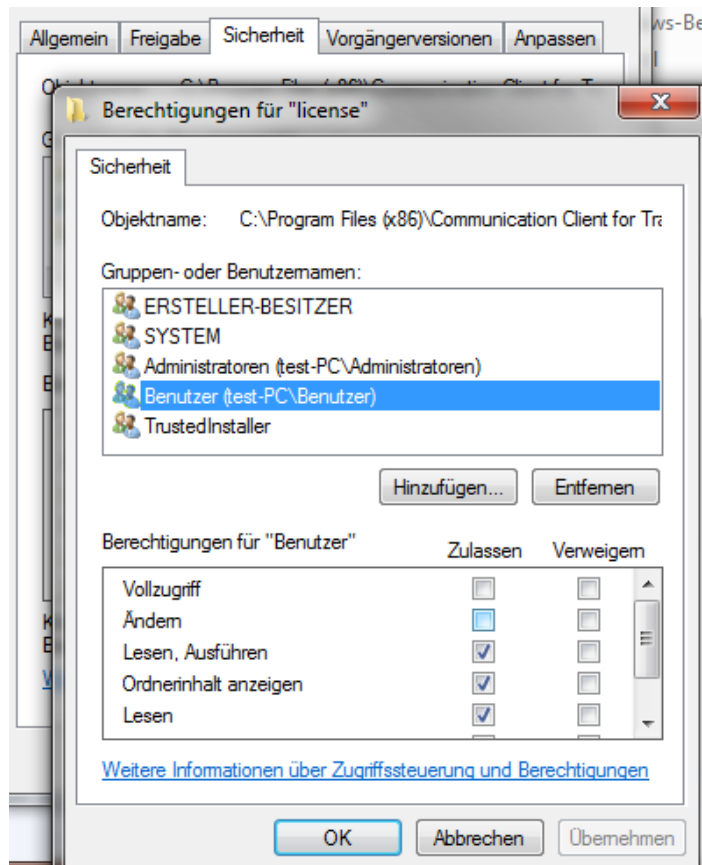 Allgemein Freigabe Sicherheit Vorgängerversionen Anpassen
Berechtigungen für "license"
Sicherheit
Objektname: C:\Program Files (x86)\Communication Client for Tra
Gruppen- oder Benutzernamen:
ERSTELLER-BESITZER
SYSTEM
Administratoren (test-PC\Administratoren)
Benutzer (test-PC\Benutzer)
TrustedInstaller
Hinzufügen... Entfernen
Berechtigungen für "Benutzer" Zulassen Verweigern
Vollzugriff
Ändern
Lesen, Ausführen
Ordnerinhalt anzeigen
Lesen
Weitere Informationen über Zugriffssteuerung und Berechtigungen
OK Abbrechen Übernehmen